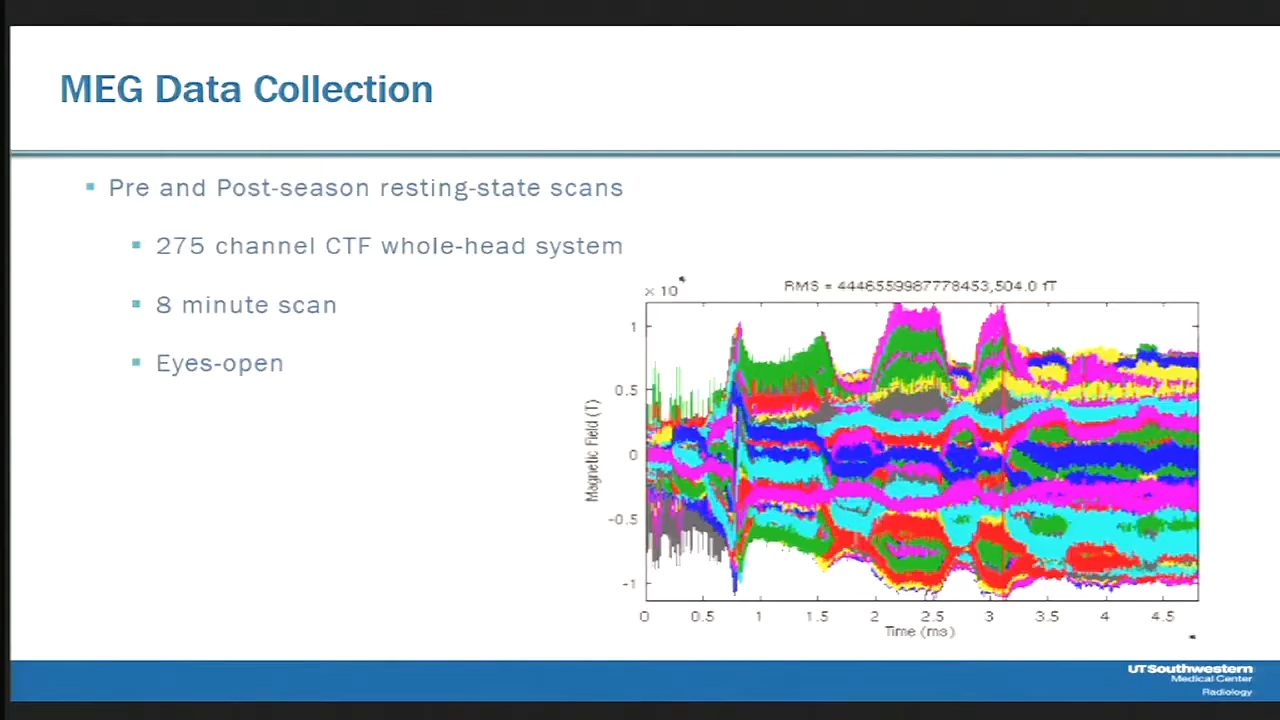 MEG Data Collection
Pre and Post-season resting-state scans
275 channel CTF whole-head system
8 minute scan
Eyes-open
× 10
RMS = 4446559987778453,504.0 fT
1
0.5
0
-0.5
-1
Magnetic Field (T)
0 0.5 1 1.5 2 2.5 3 3.5 4 4.5
Time (ms)
UTSouthwestern
Medical Center
Radiology